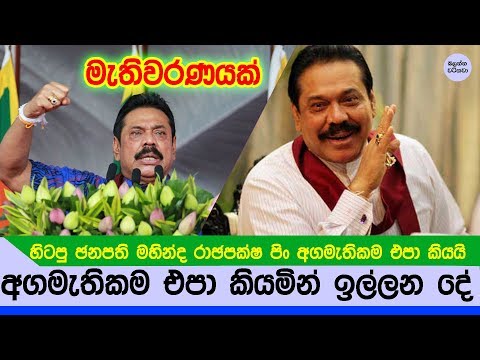 මැතිවරණයක්
හිටපු ජනපති මහින්ද රාජපක්ෂ පිං අගමැතිකම එපා කියයි
අගමැතිකම එපා කියමින් ඉල්ලන දේ